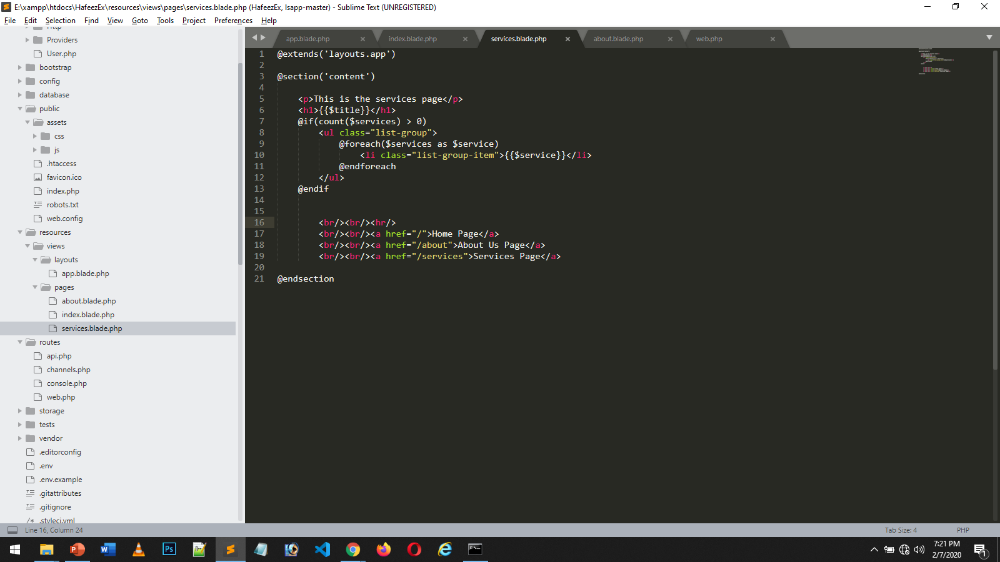 E:\xampp\htdocs\HafeezEx\resources\views\pages\services.blade.php (HafeezEx, lsapp-master) - Sublime Text (UNREGISTERED)
File Edit Selection Find View Goto Tools Project Preferences Help
Http
Providers
User.php
bootstrap
config
database
public
assets
css
js
.htaccess
favicon.ico
index.php
robots.txt
web.config
resources
views
layouts
app.blade.php
pages
about.blade.php
index.blade.php
services.blade.php
routes
api.php
channels.php
console.php
web.php
storage
tests
vendor
.editorconfig
.env
.env.example
.gitattributes
.gitignore
.styleci.yml
app.blade.php index.blade.php services.blade.php about.blade.php web.php
1 @extends('layouts.app')
2
3 @section('content')
4
5 <p>This is the services page</p>
6 <h1>{{$title}}</h1>
7 @if(count($services) > 0)
8 <ul class="list-group">
9 @foreach($services as $service)
10 <li class="list-group-item">{{$service}}</li>
11 @endforeach
12 </ul>
13 @endif
14
15
16 <br/><br/><hr/>
17 <br/><br/><a href="/">Home Page</a>
18 <br/><br/><a href="/about">About Us Page</a>
19 <br/><br/><a href="/services">Services Page</a>
20
21 @endsection
Line 16, Column 24 Tab Size: 4 PHP
7:21 PM
2/7/2020
1